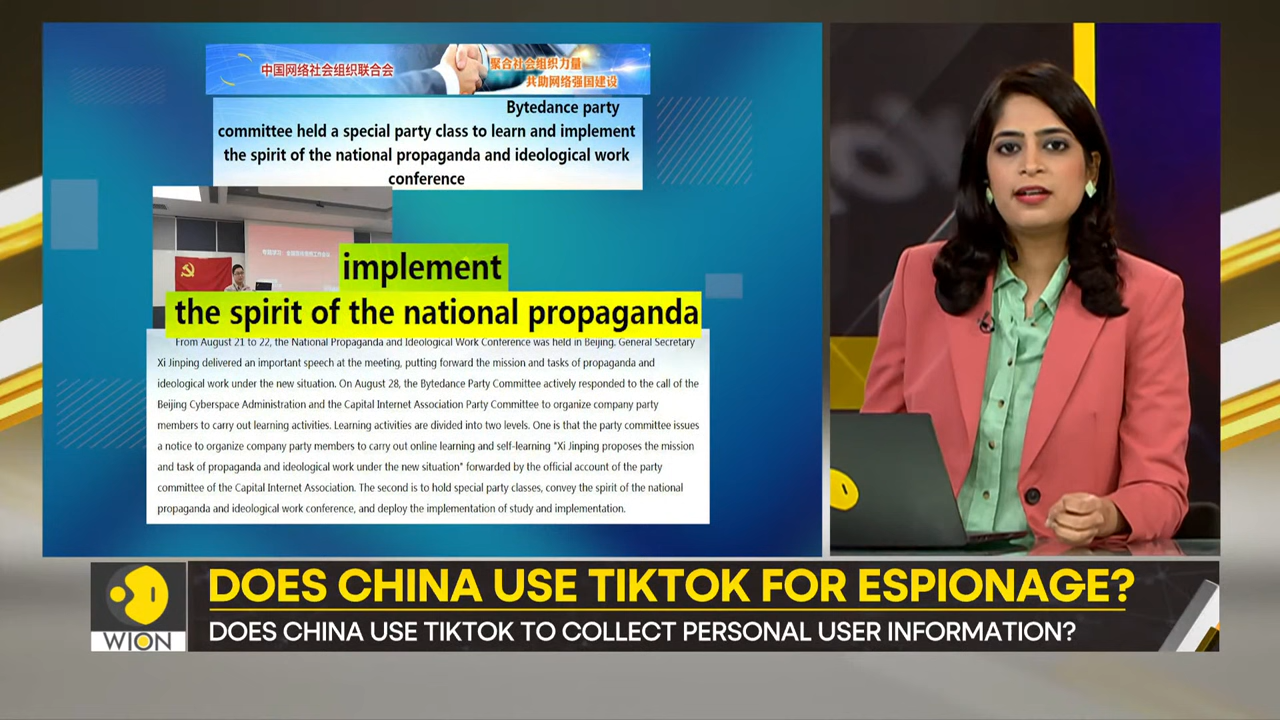 中国网络社会组织联合会
聚合社会组织力量
共助网络强国建设
Bytedance party
committee held a special party class to learn and implement
the spirit of the national propaganda and ideological work
conference
implement
the spirit of the national propaganda
From August 21 to 22, the National Propaganda and Ideological Work Conference was held in Beijing. General Secretary
Xi Jinping delivered an important speech at the meeting, putting forward the mission and tasks of propaganda and
ideological work under the new situation. On August 28, the Bytedance Party Committee actively responded to the call of the
Beijing Cyberspace Administration and the Capital Internet Association Party Committee to organize company party
members to carry out learning activities. Learning activities are divided into two levels. One is that the party committee issues
a notice to organize company party members to carry out online learning and self-learning "Xi Jinping proposes the mission
and task of propaganda and ideological work under the new situation" forwarded by the official account of the party
committee of the Capital Internet Association. The second is to hold special party classes, convey the spirit of the national
propaganda and ideological work conference, and deploy the implementation of study and implementation.
DOES CHINA USE TIKTOK FOR ESPIONAGE?
DOES CHINA USE TIKTOK TO COLLECT PERSONAL USER INFORMATION?
WION